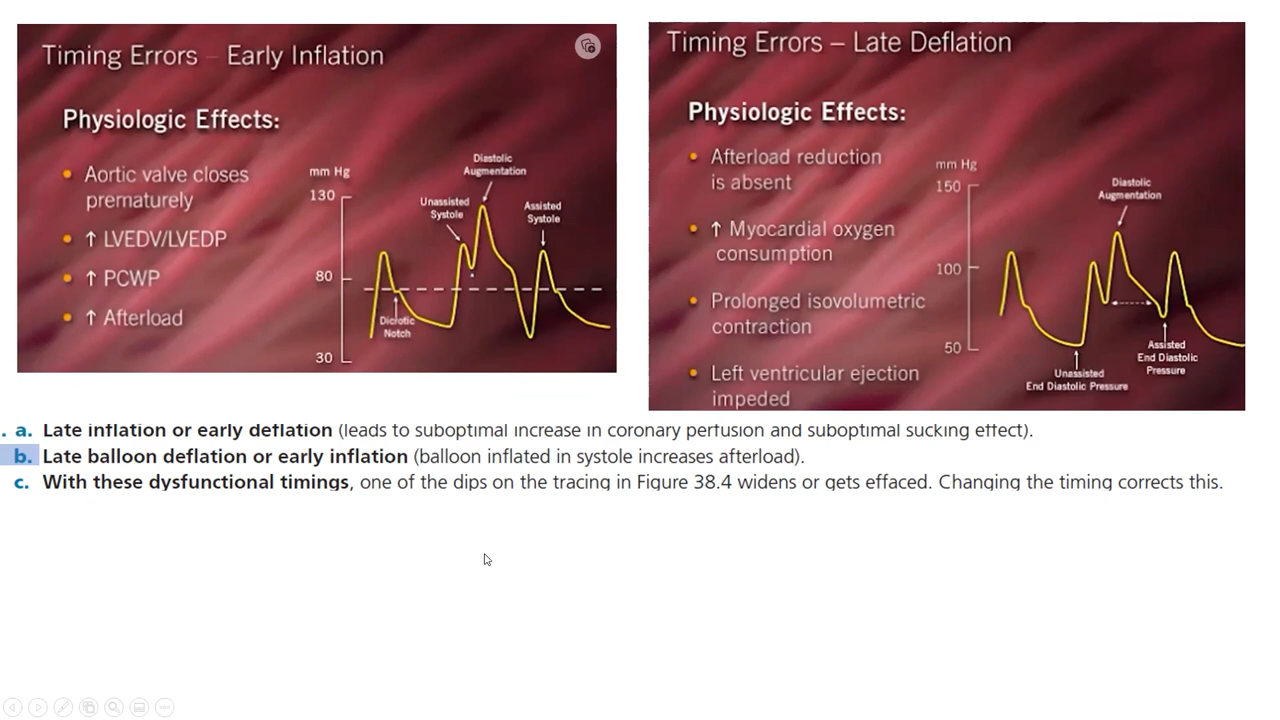 Timing Errors – Early Inflation
Physiologic Effects:
• Aortic valve closes
prematurely
• ↑ LVEDV/LVEDP
• ↑ PCWP
• ↑ Afterload
mm Hg
130
80
30
Diastolic
Augmentation
Unassisted
Systole
Assisted
Systole
Dicrotic
Notch
Timing Errors – Late Deflation
Physiologic Effects:
• Afterload reduction
is absent
• ↑ Myocardial oxygen
consumption
• Prolonged isovolumetric
contraction
• Left ventricular ejection
impeded
mm Hg
150
100
50
Diastolic
Augmentation
Assisted
End Diastolic
Pressure
Unassisted
End Diastolic Pressure
. a. Late inflation or early deflation (leads to suboptimal increase in coronary perfusion and suboptimal sucking effect).
b. Late balloon deflation or early inflation (balloon inflated in systole increases afterload).
c. With these dysfunctional timings, one of the dips on the tracing in Figure 38.4 widens or gets effaced. Changing the timing corrects this.